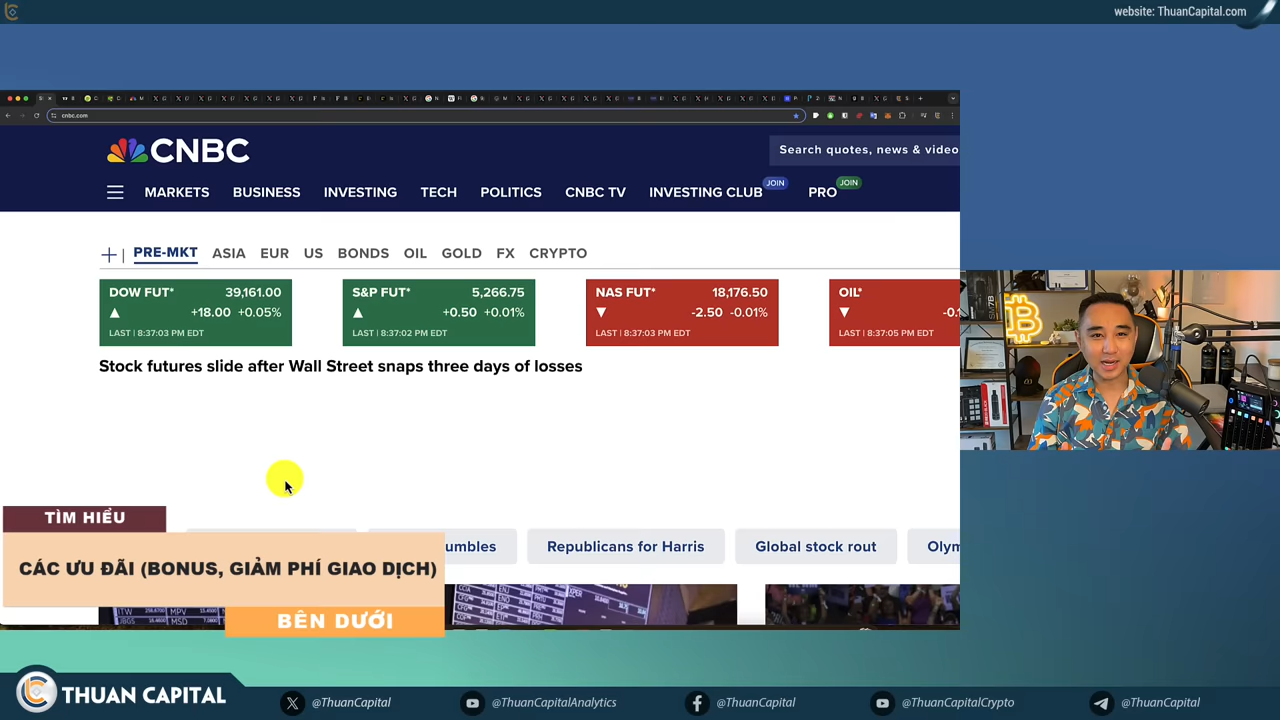 website: ThuanCapital.com
cnbc.com
CNBC
Search quotes, news & video
MARKETS BUSINESS INVESTING TECH POLITICS CNBC TV INVESTING CLUB JOIN PRO JOIN
PRE-MKT ASIA EUR US BONDS OIL GOLD FX CRYPTO
DOW FUT* 39,161.00
+18.00 +0.05%
LAST | 8:37:03 PM EDT
S&P FUT* 5,266.75
+0.50 +0.01%
LAST | 8:37:02 PM EDT
NAS FUT* 18,176.50
-2.50 -0.01%
LAST | 8:37:03 PM EDT
OIL*
-0.
LAST | 8:37:05 PM EDT
Stock futures slide after Wall Street snaps three days of losses
umbles
Republicans for Harris
Global stock rout
Olym
TÌM HIỂU
CÁC ƯU ĐÃI (BONUS, GIẢM PHÍ GIAO DỊCH)
BÊN DƯỚI
SM7B
THUAN CAPITAL
@ThuanCapital
@ThuanCapitalAnalytics
@ThuanCapital
@ThuanCapitalCrypto
@ThuanCapital